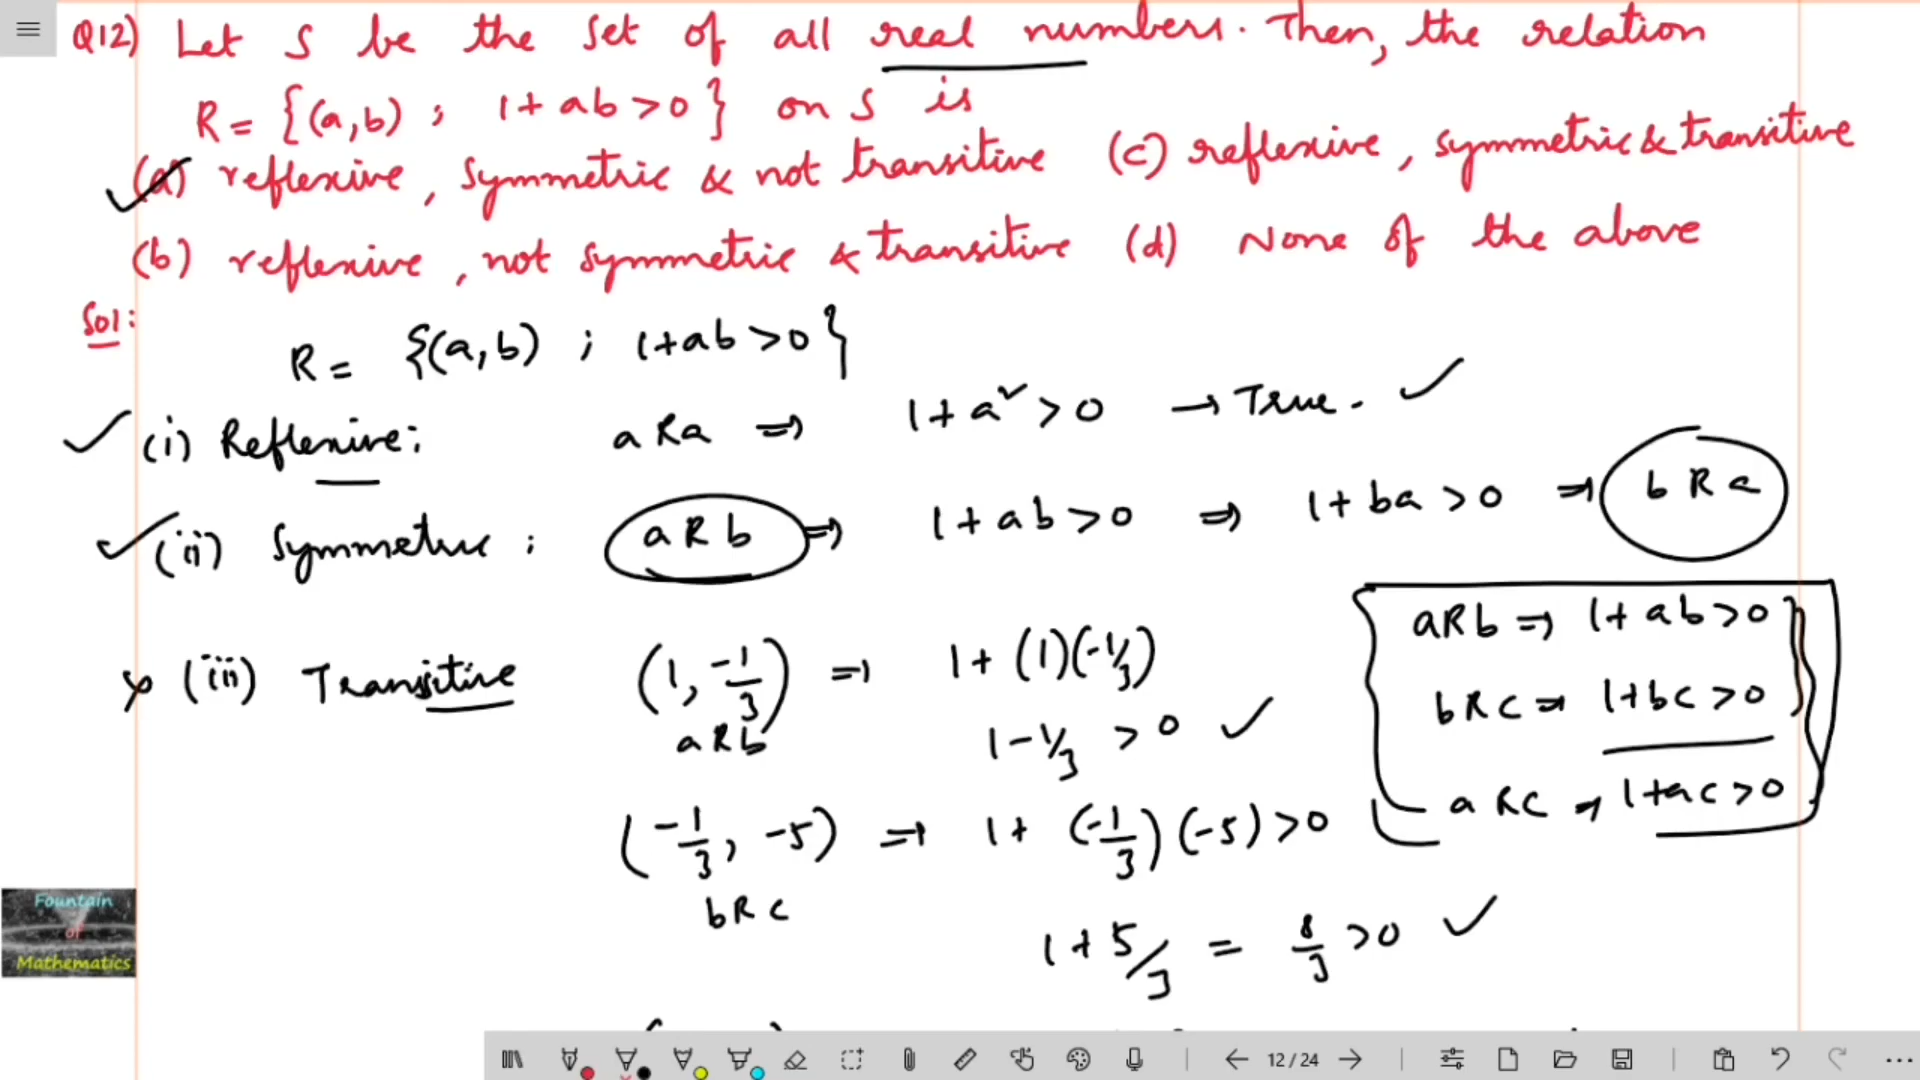 Q12) Let S be the set of all real numbers. Then, the relation
R = {(a,b) ; 1+ab>0} on S is
(a) reflexive, symmetric & not transitive (c) reflexive, symmetric & transitive
(b) reflexive, not symmetric & transitive (d) None of the above
Sol:
R = {(a,b) ; 1+ab>0}
(i) Reflexive: aRa ⇒ 1+a²>0 → True.
(ii) Symmetric : aRb ⇒ 1+ab>0 ⇒ 1+ba>0 ⇒ bRa
(iii) Transitive (1, -1/3) ⇒ 1+(1)(-1/3)
aRb 1-1/3 > 0
(-1/3, -5) ⇒ 1+(-1/3)(-5)>0
bRc
1+5/3 = 8/3 >0
aRb ⇒ 1+ab>0
bRc ⇒ 1+bc>0
aRc ⇒ 1+ac>0
Fountain
of
Mathematics
12 / 24